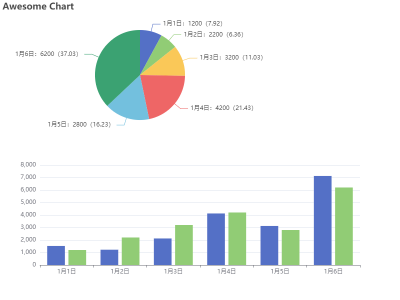 Awesome Chart
1月1日: 1200 (7.92)
1月2日: 2200 (6.36)
1月3日: 3200 (11.03)
1月6日: 6200 (37.03)
1月4日: 4200 (21.43)
1月5日: 2800 (16.23)
8,000
7,000
6,000
5,000
4,000
3,000
2,000
1,000
0
1月1日 1月2日 1月3日 1月4日 1月5日 1月6日